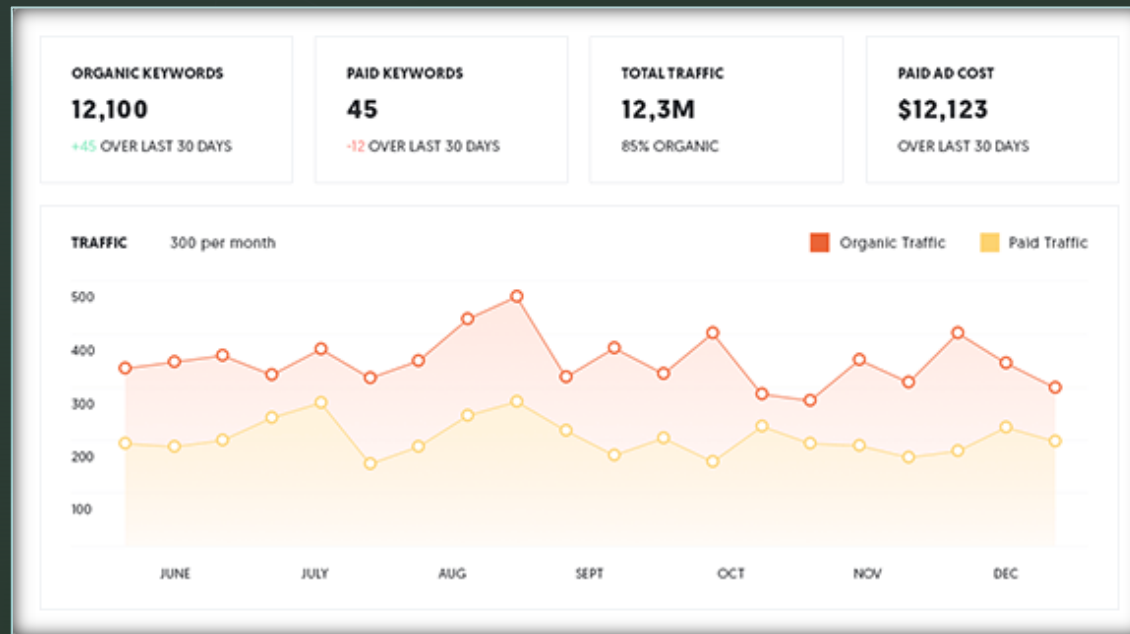 ORGANIC KEYWORDS
12,100
+45 OVER LAST 30 DAYS
PAID KEYWORDS
45
-12 OVER LAST 30 DAYS
TOTAL TRAFFIC
12,3M
85% ORGANIC
PAID AD COST
$12,123
OVER LAST 30 DAYS
TRAFFIC 300 per month
Organic Traffic Paid Traffic
500
400
300
200
100
JUNE JULY AUG SEPT OCT NOV DEC